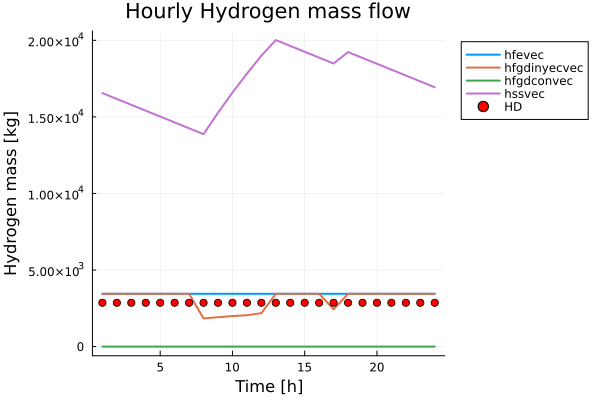 Hourly Hydrogen mass flow
Hydrogen mass [kg]
2.00×10⁴
1.50×10⁴
1.00×10⁴
5.00×10³
0
5 10 15 20
Time [h]
hfevec
hfgdinyecvec
hfgdconvec
hssvec
HD